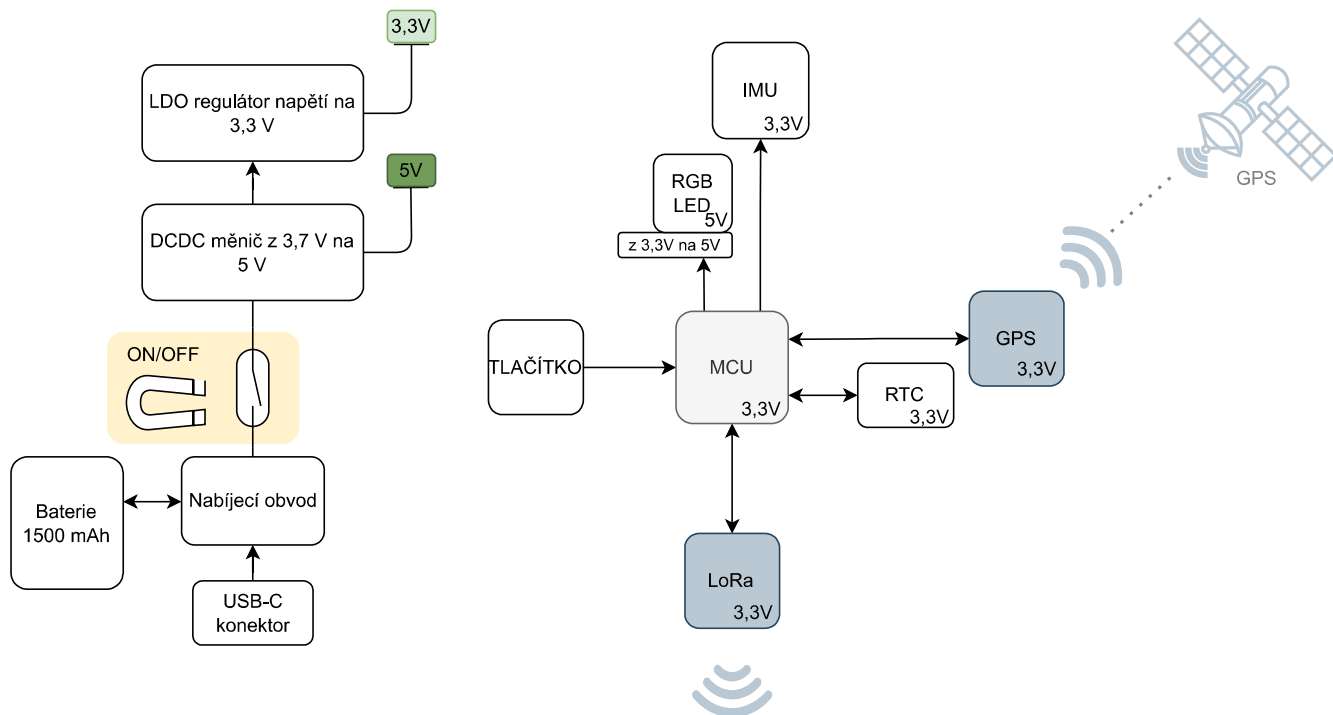 3,3V
LDO regulátor napětí na
3,3 V
5V
DCDC měnič z 3,7 V na
5 V
ON/OFF
Baterie
1500 mAh
Nabíjecí obvod
USB-C
konektor
IMU
3,3V
RGB
LED
5V
z 3,3V na 5V
TLAČÍTKO
MCU
3,3V
GPS
3,3V
RTC
3,3V
LoRa
3,3V
GPS